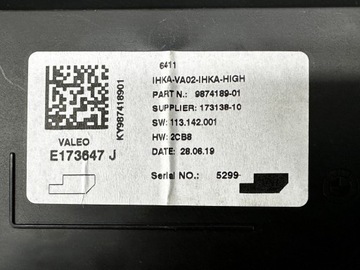 6411
IHKA-VA02-IHKA-HIGH
PART N.: 9874189-01
SUPPLIER: 173138-10
SW: 113.142.001
HW: 2CB8
DATE: 28.06.19
Serial NO.: 5299
KY987418901
VALEO
E173647 J